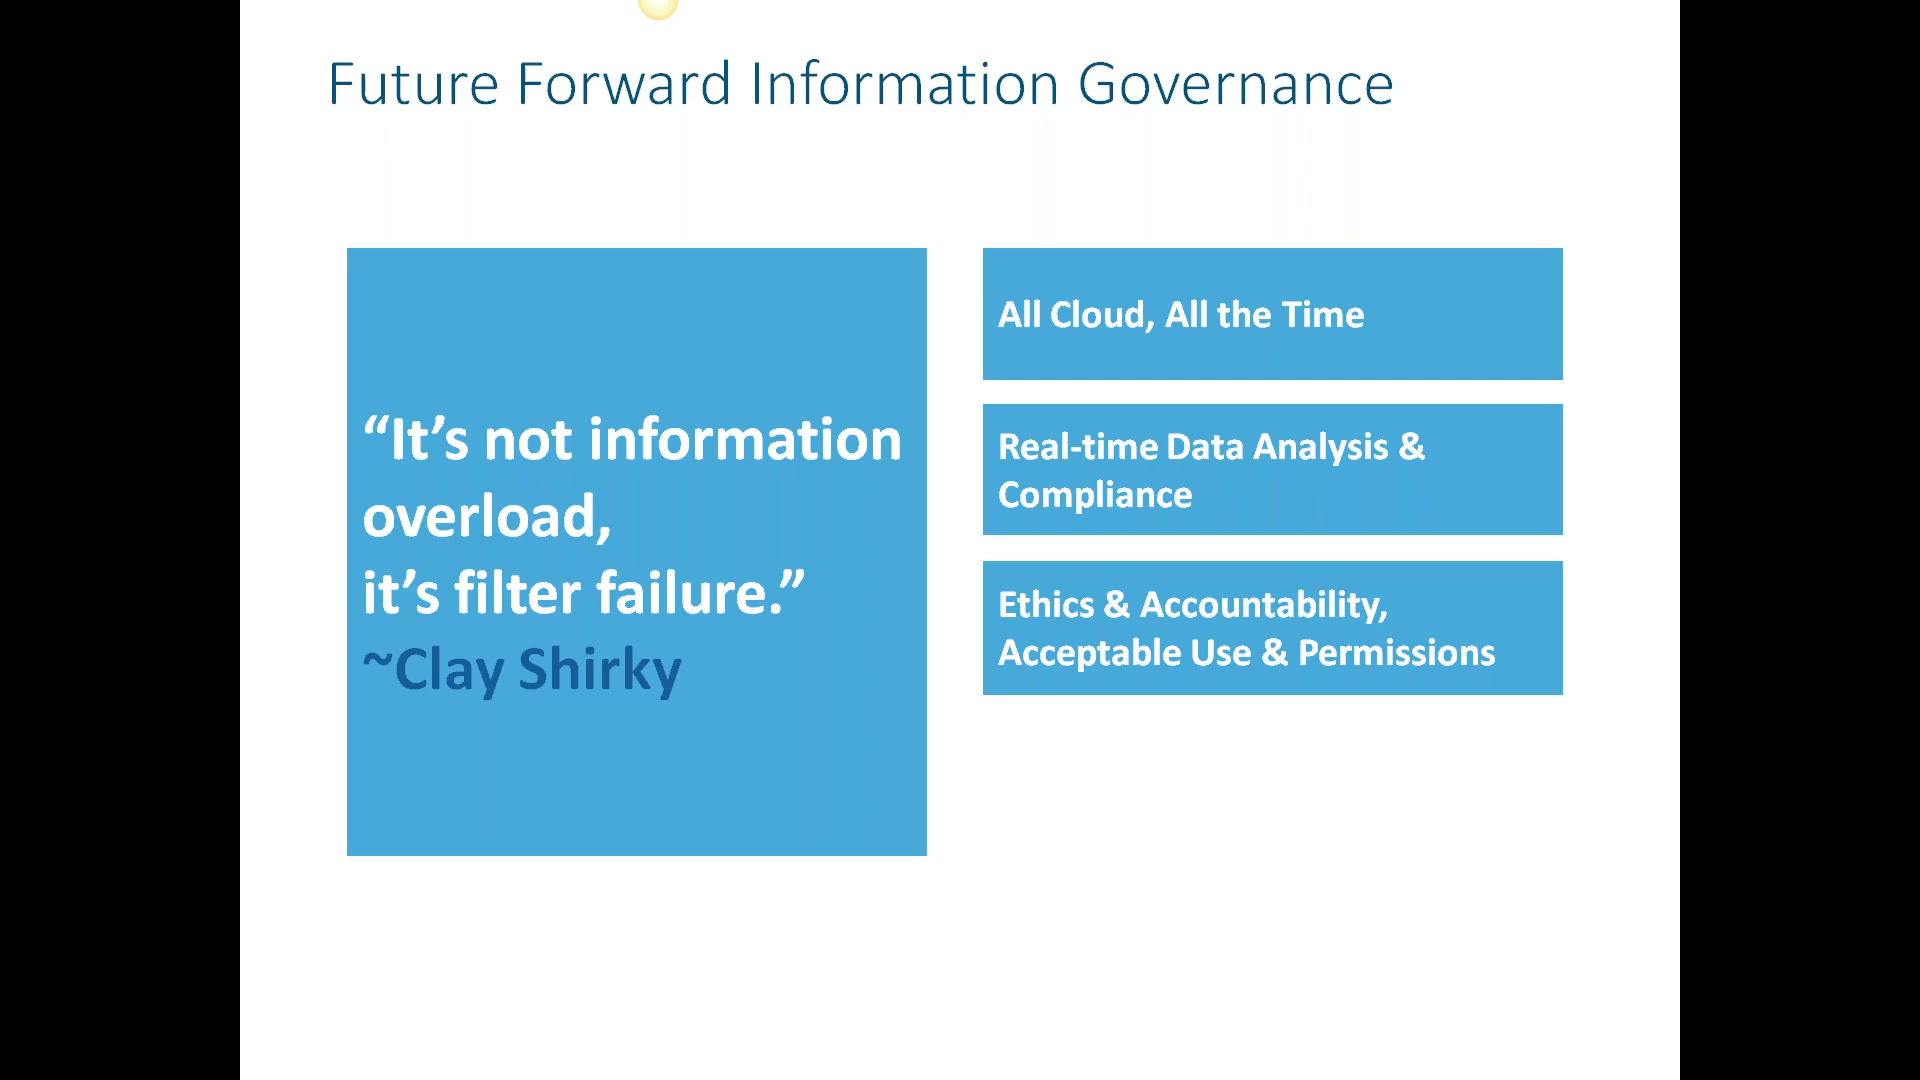 Future Forward Information Governance
“It’s not information
overload,
it’s filter failure.”
~Clay Shirky
All Cloud, All the Time
Real-time Data Analysis &
Compliance
Ethics & Accountability,
Acceptable Use & Permissions